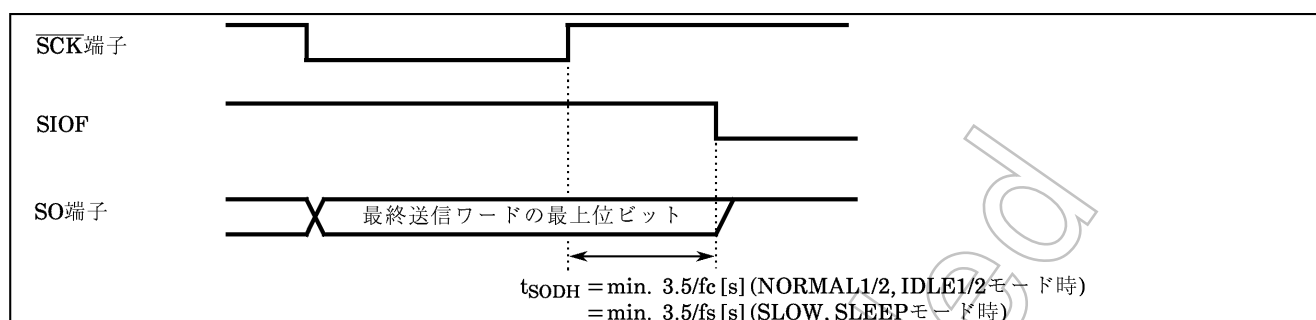 SCK端子
SIOF
SO端子
最終送信ワードの最上位ビット
tSODH = min. 3.5/fc [s] (NORMAL1/2, IDLE1/2モード時)
= min. 3.5/fs [s] (SLOW, SLEEPモード時)